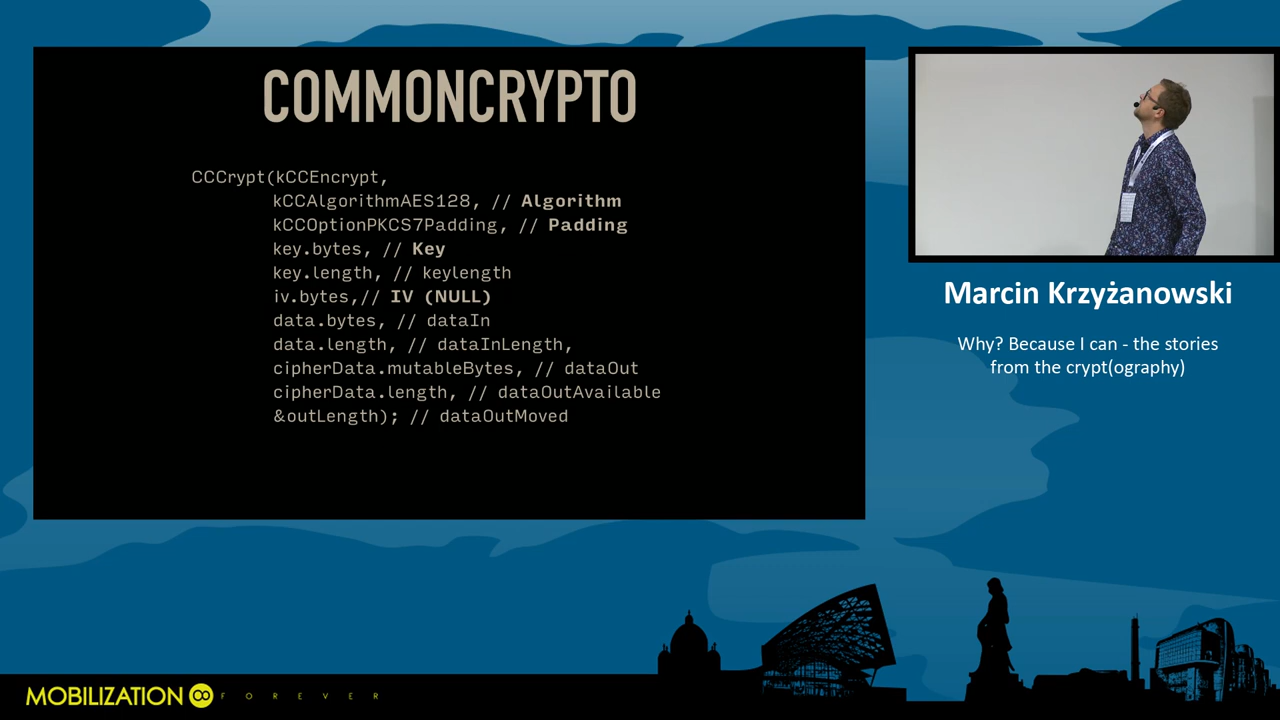 COMMONCRYPTO
CCCrypt(kCCEncrypt,
kCCAlgorithmAES128, // Algorithm
kCCOptionPKCS7Padding, // Padding
key.bytes, // Key
key.length, // keylength
iv.bytes,// IV (NULL)
data.bytes, // dataIn
data.length, // dataInLength,
cipherData.mutableBytes, // dataOut
cipherData.length, // dataOutAvailable
&outLength); // dataOutMoved
Marcin Krzyżanowski
Why? Because I can - the stories
from the crypt(ography)
MOBILIZATION
FOREVER